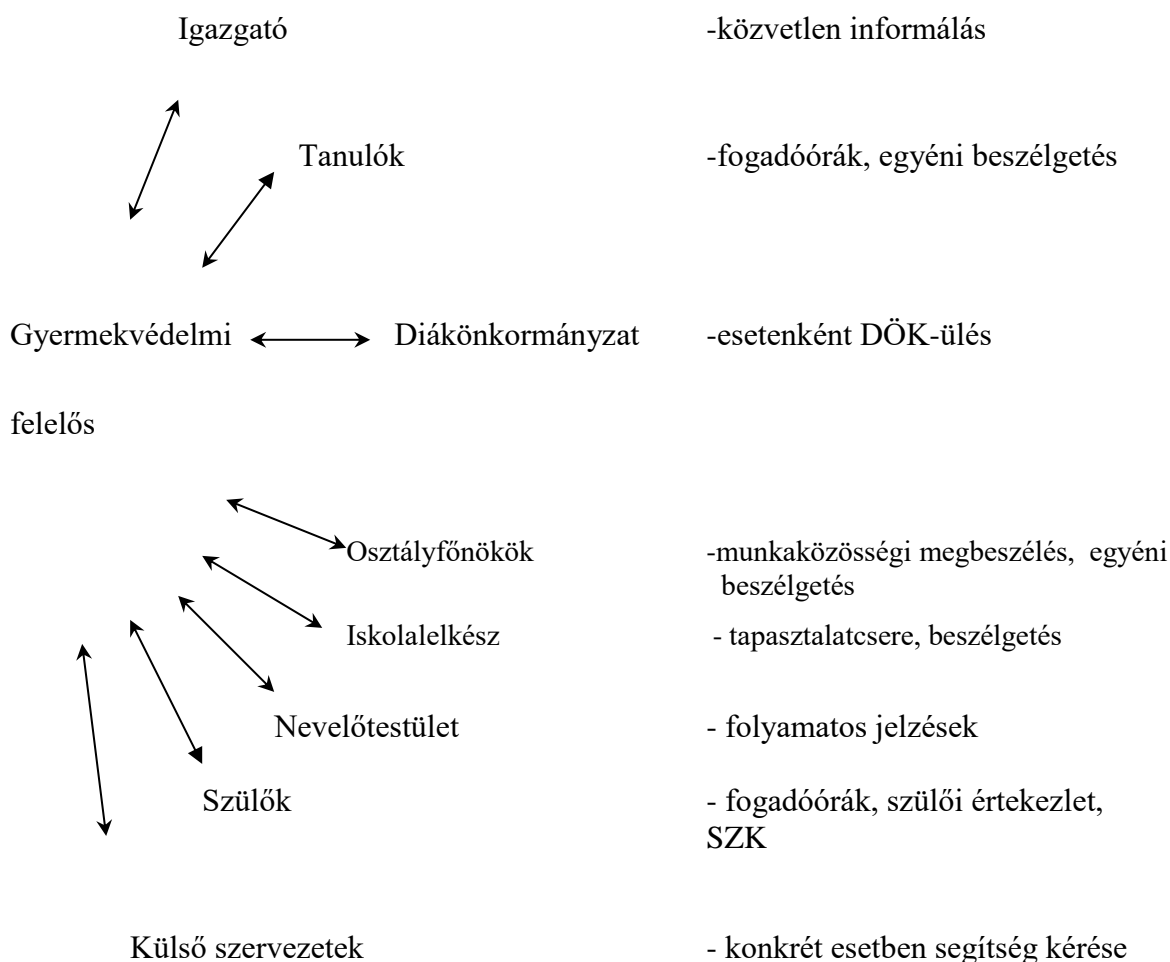 Igazgató -közvetlen informálás
Tanulók -fogadóórák, egyéni beszélgetés
Gyermekvédelmi Diákönkormányzat -esetenként DÖK-ülés
felelős
Osztályfőnökök -munkaközösségi megbeszélés, egyéni
beszélgetés
Iskolalelkész - tapasztalatcsere, beszélgetés
Nevelőtestület - folyamatos jelzések
Szülők - fogadóórák, szülői értekezlet,
SZK
Külső szervezetek - konkrét esetben segítség kérése